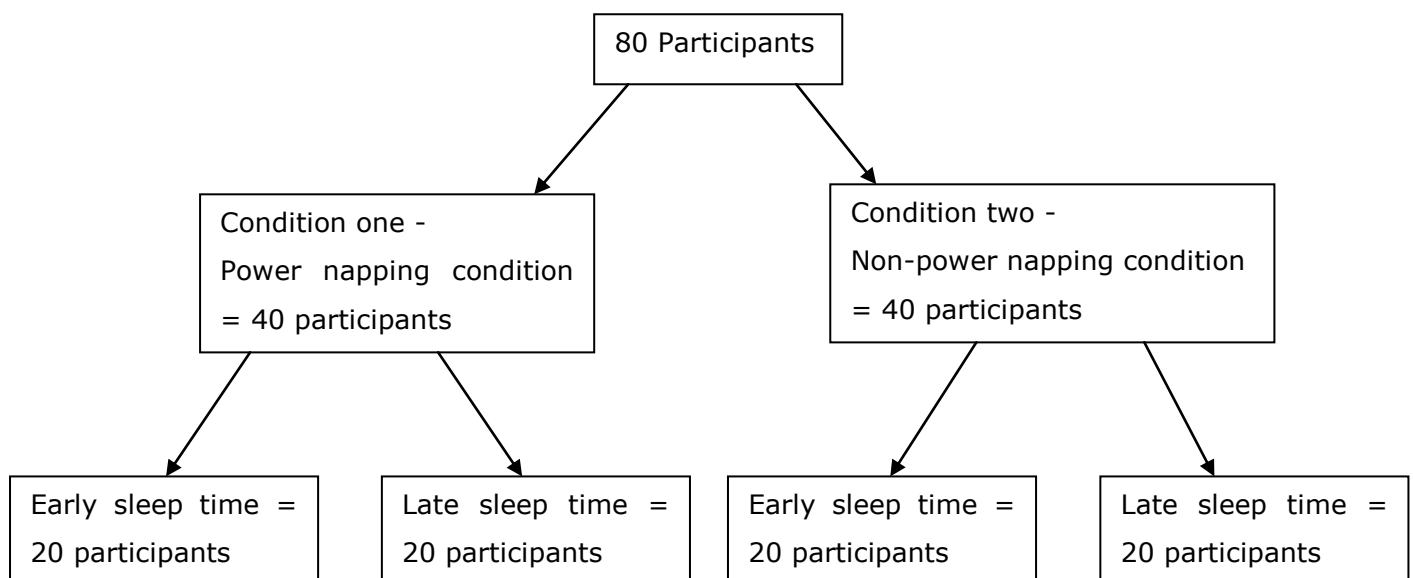 80 Participants
Condition one -
Power napping condition
= 40 participants
Condition two -
Non-power napping condition
= 40 participants
Early sleep time =
20 participants
Late sleep time =
20 participants
Early sleep time =
20 participants
Late sleep time =
20 participants